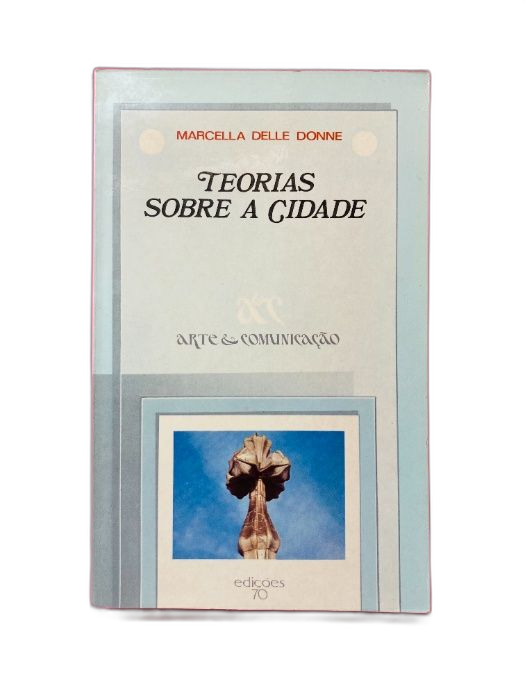 MARCELLA DELLE DONNE
TEORIAS
SOBRE A CIDADE
ARTE & COMUNICAÇÃO
edições
70